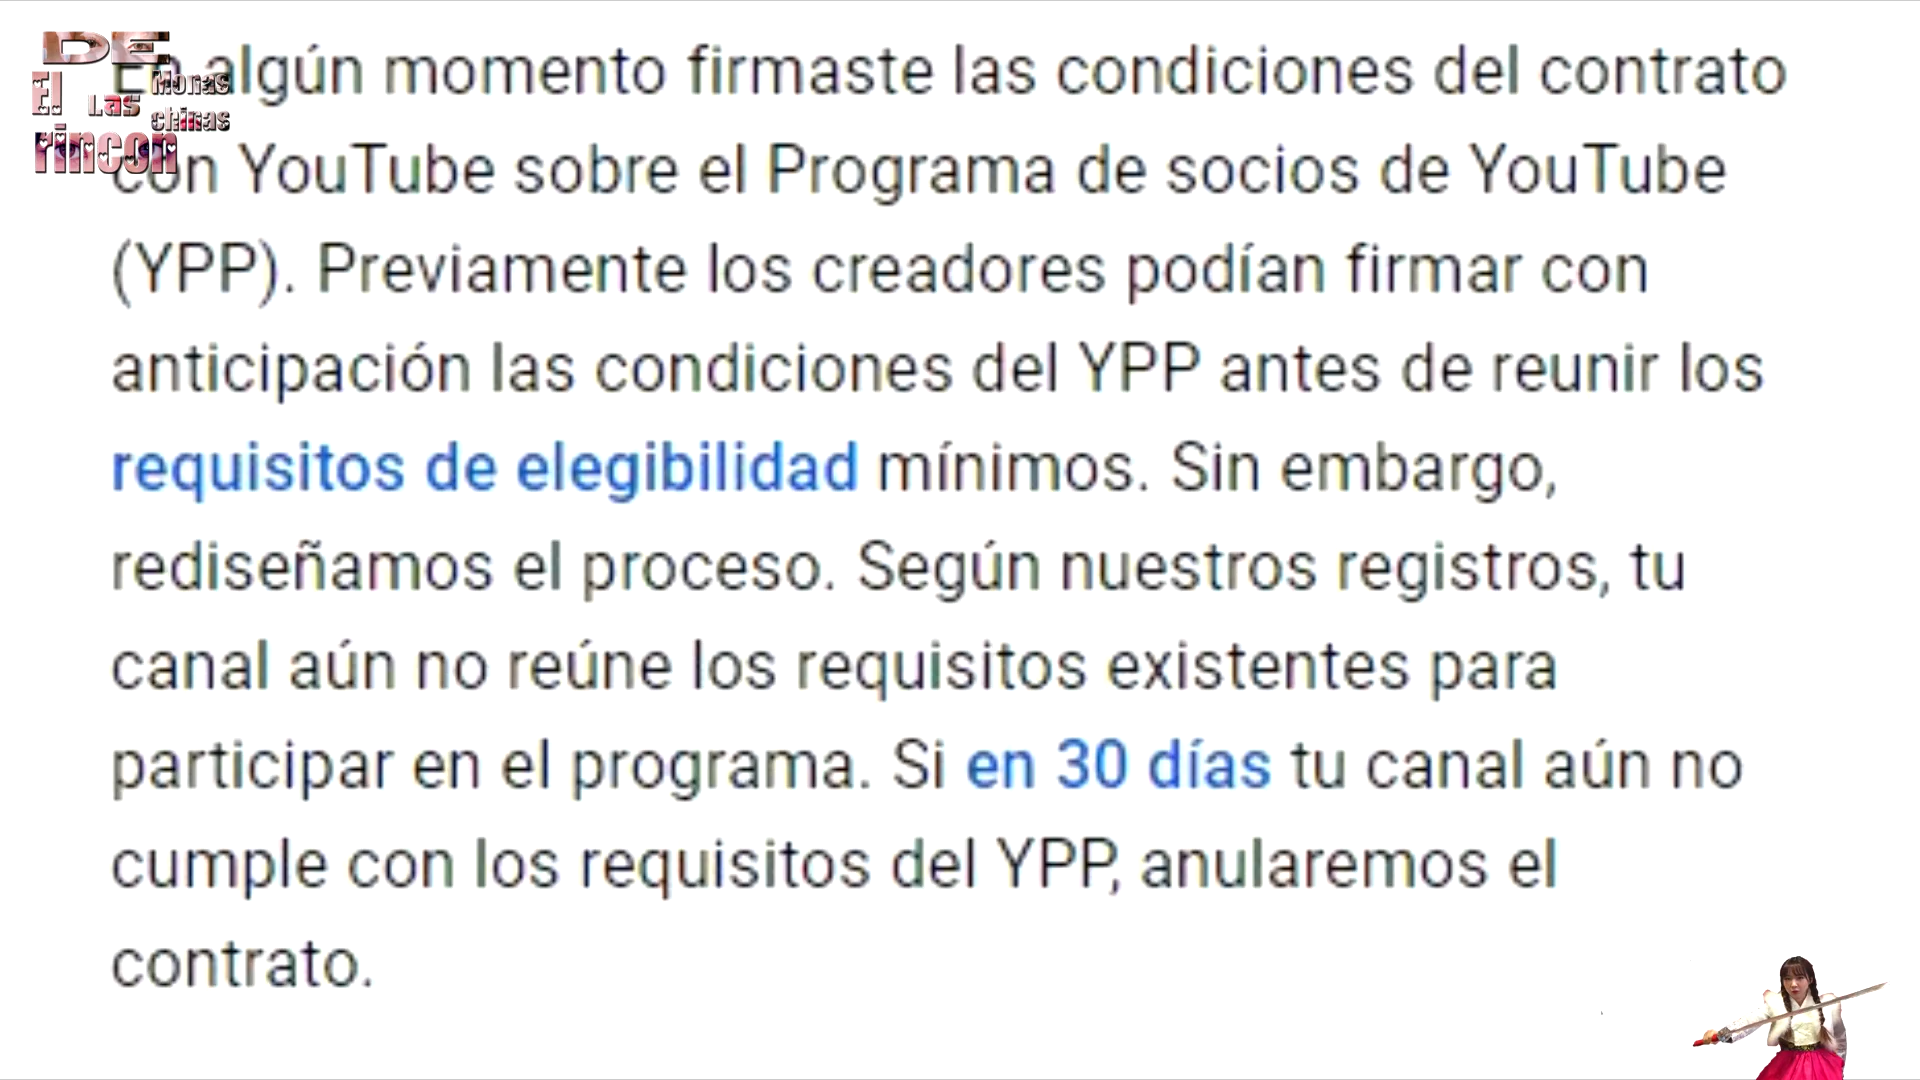 DE
El Las Monas chinas
rincon
En algún momento firmaste las condiciones del contrato
con YouTube sobre el Programa de socios de YouTube
(YPP). Previamente los creadores podían firmar con
anticipación las condiciones del YPP antes de reunir los
requisitos de elegibilidad mínimos. Sin embargo,
rediseñamos el proceso. Según nuestros registros, tu
canal aún no reúne los requisitos existentes para
participar en el programa. Si en 30 días tu canal aún no
cumple con los requisitos del YPP, anularemos el
contrato.